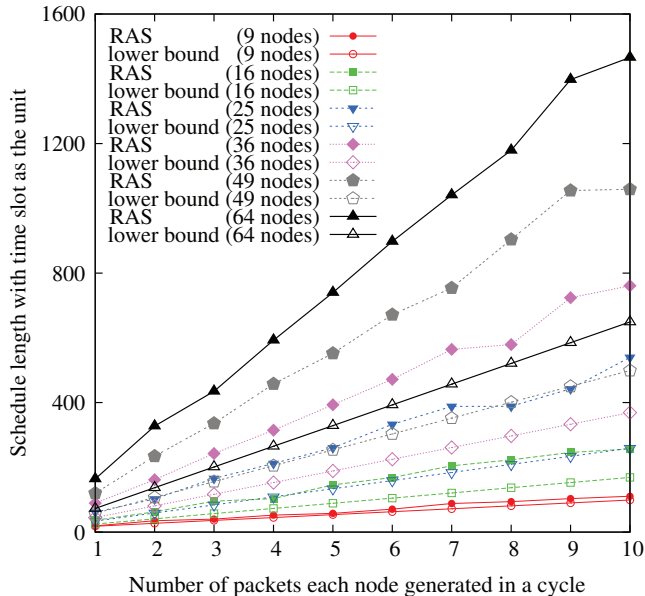 1600
1200
800
400
0
Schedule length with time slot as the unit
RAS (9 nodes)
lower bound (9 nodes)
RAS (16 nodes)
lower bound (16 nodes)
RAS (25 nodes)
lower bound (25 nodes)
RAS (36 nodes)
lower bound (36 nodes)
RAS (49 nodes)
lower bound (49 nodes)
RAS (64 nodes)
lower bound (64 nodes)
1 2 3 4 5 6 7 8 9 10
Number of packets each node generated in a cycle